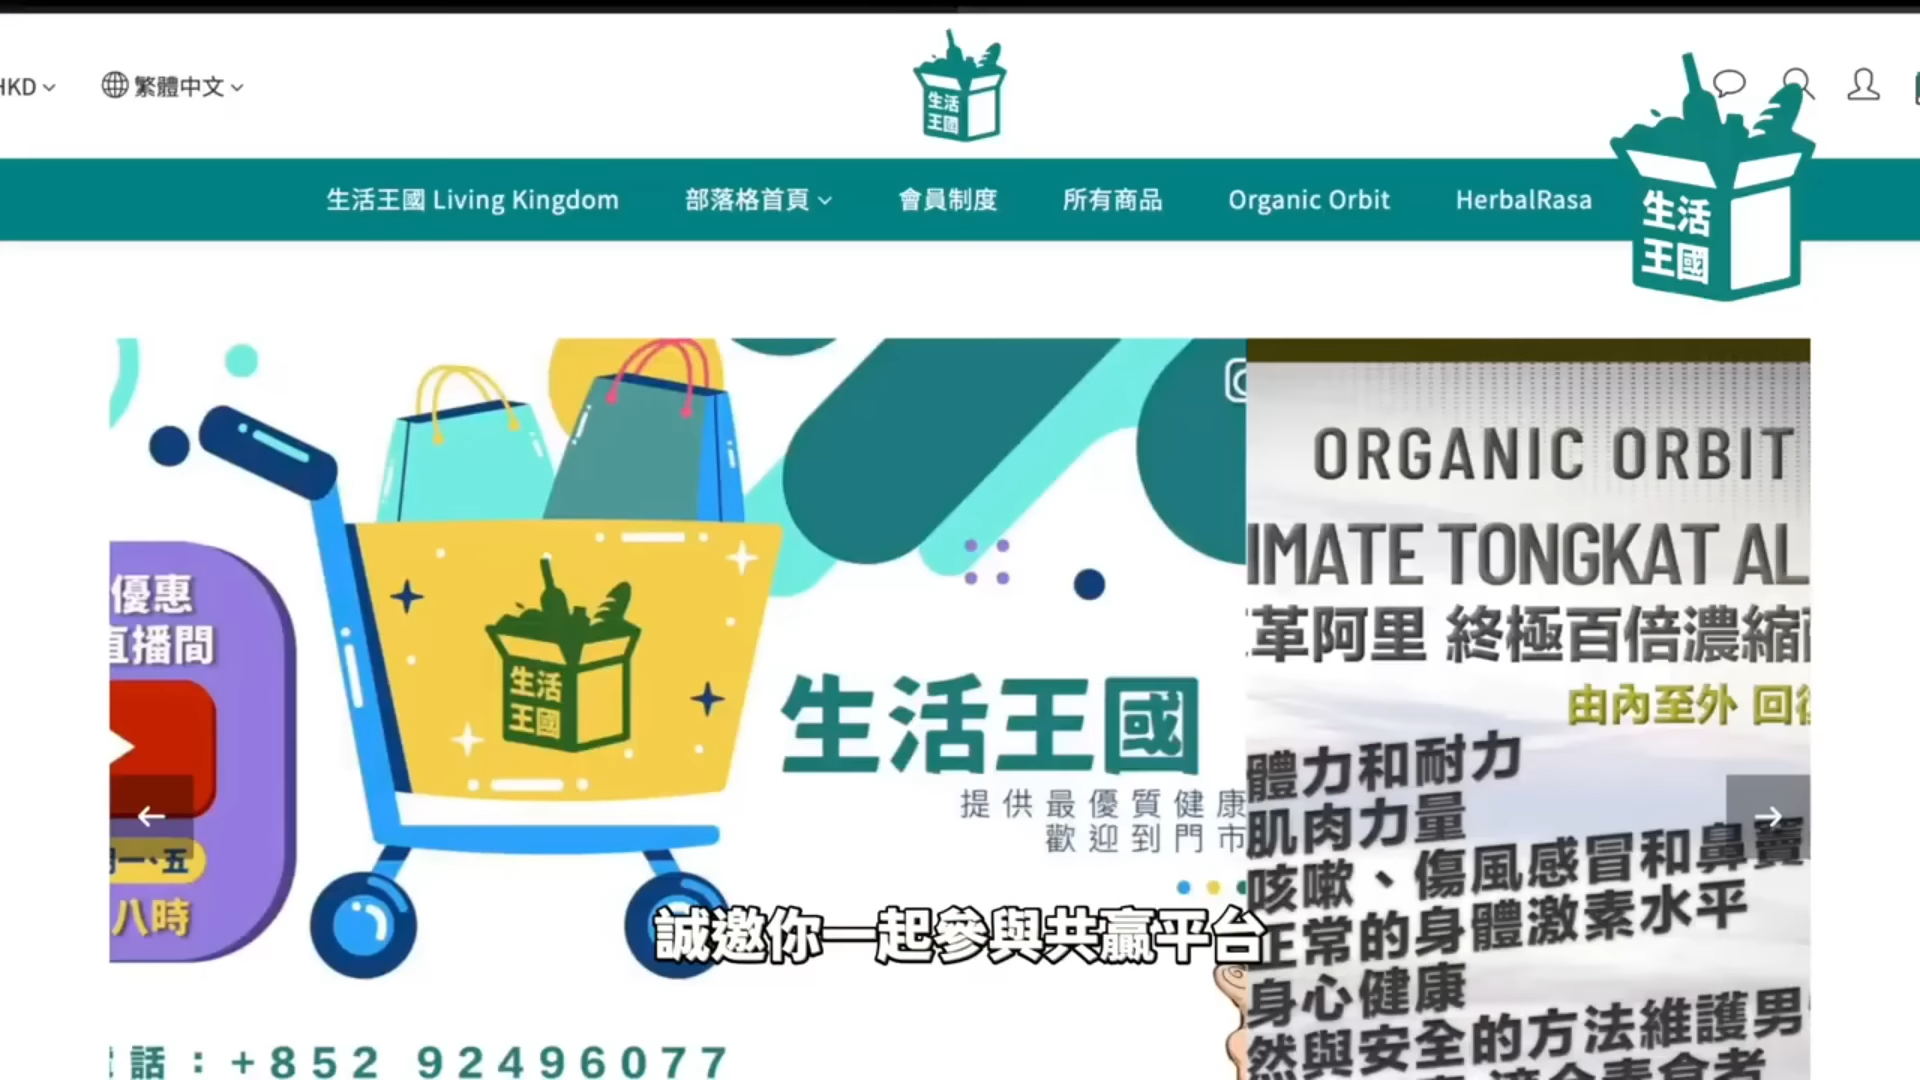 HKD
繁體中文
生活
王國
生活王國 Living Kingdom
部落格首頁
會員制度
所有商品
Organic Orbit
HerbalRasa
生活
王國
優惠
直播間
一、五
八時
生活
王國
生活王國
提供最優質健康
歡迎到門市
話：+852 92496077
ORGANIC ORBIT
IMATE TONGKAT AL
革阿里 終極百倍濃縮
由內至外 回復
體力和耐力
肌肉力量
咳嗽、傷風感冒和鼻竇
正常的身體激素水平
身心健康
然與安全的方法維護男
適合素食者
誠邀你一起參與共贏平台